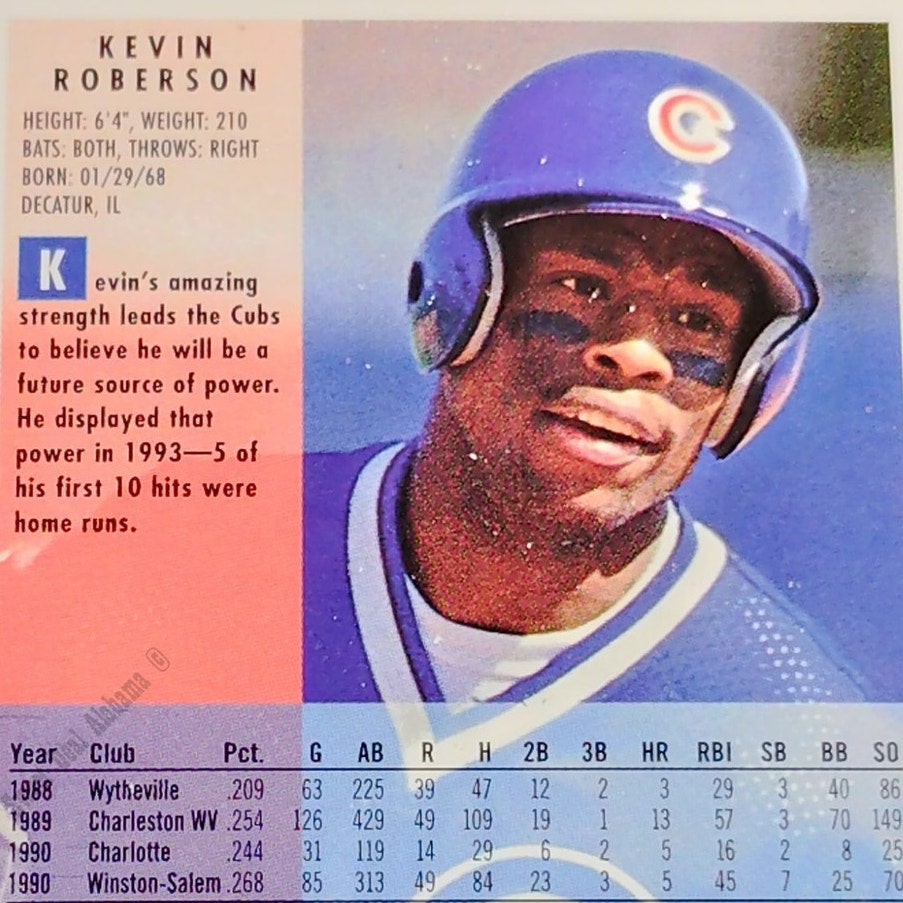 KEVIN
ROBERSON
HEIGHT: 6'4", WEIGHT: 210
BATS: BOTH, THROWS: RIGHT
BORN: 01/29/68
DECATUR, IL
Kevin's amazing
strength leads the Cubs
to believe he will be a
future source of power.
He displayed that
power in 1993—5 of
his first 10 hits were
home runs.
C
Alabama ©
Year Club Pct. G AB R H 2B 3B HR RBI SB BB SO
1988 Wytheville .209 63 225 39 47 12 2 3 29 3 40 86
1989 Charleston WV .254 126 429 49 109 19 1 13 57 3 70 149
1990 Charlotte .244 31 119 14 29 6 2 5 16 2 8 25
1990 Winston-Salem .268 85 313 49 84 23 3 5 45 7 25 70